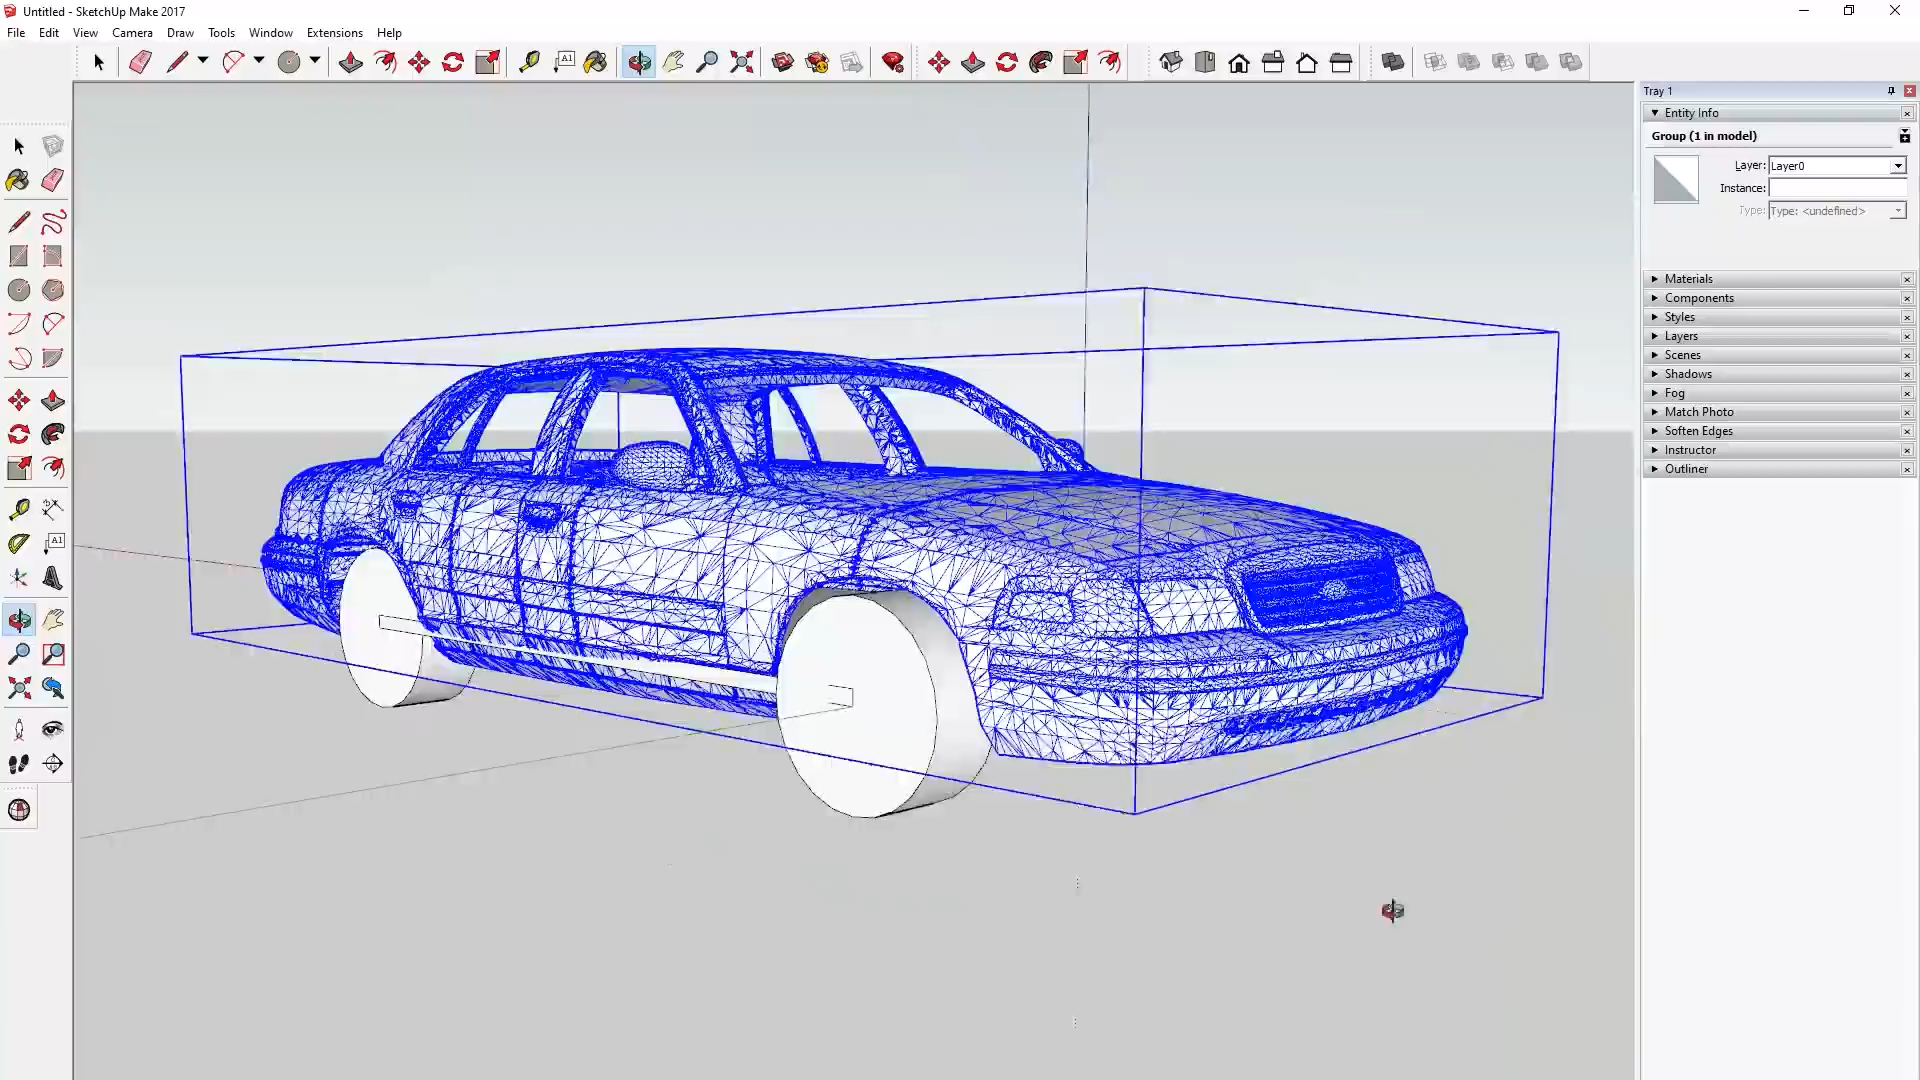 Untitled - SketchUp Make 2017
File Edit View Camera Draw Tools Window Extensions Help
A1
Tray 1
Entity Info
Group (1 in model)
Layer: Layer0
Instance:
Type: Type: <undefined>
Materials
Components
Styles
Layers
Scenes
Shadows
Fog
Match Photo
Soften Edges
Instructor
Outliner
A1